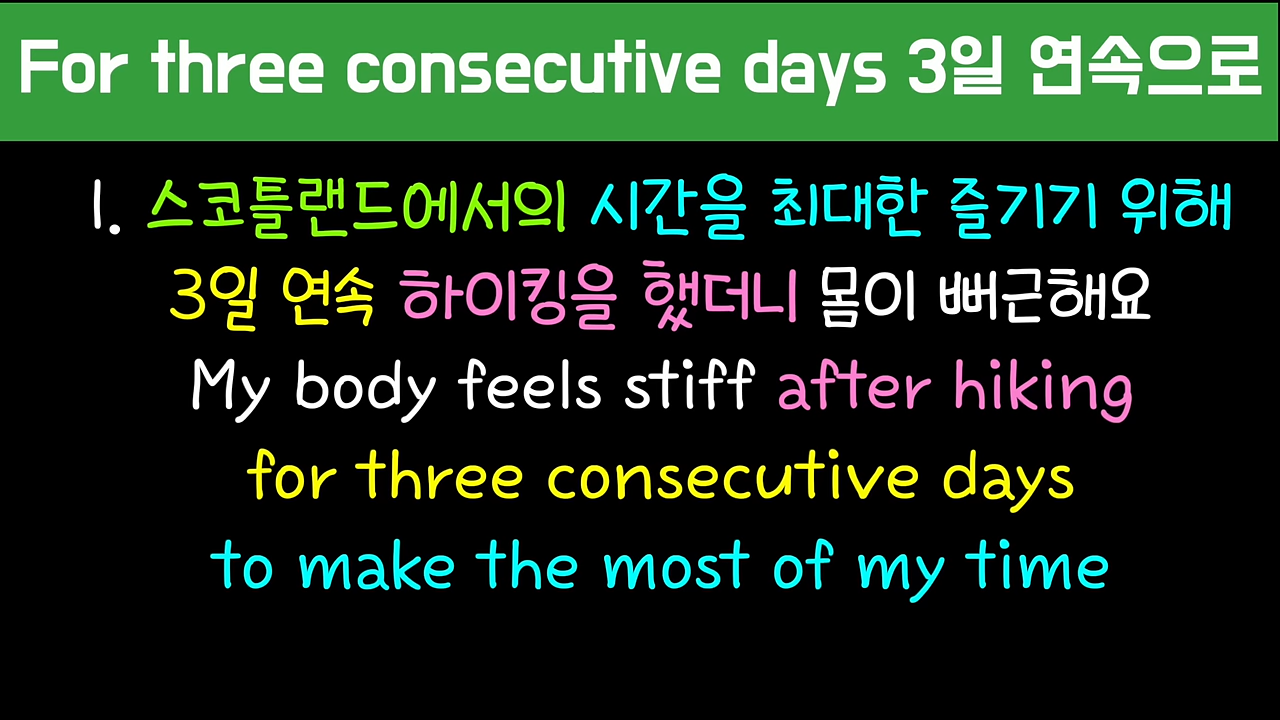 For three consecutive days 3일 연속으로
1. 스코틀랜드에서의 시간을 최대한 즐기기 위해
3일 연속 하이킹을 했더니 몸이 뻐근해요
My body feels stiff after hiking
for three consecutive days
to make the most of my time